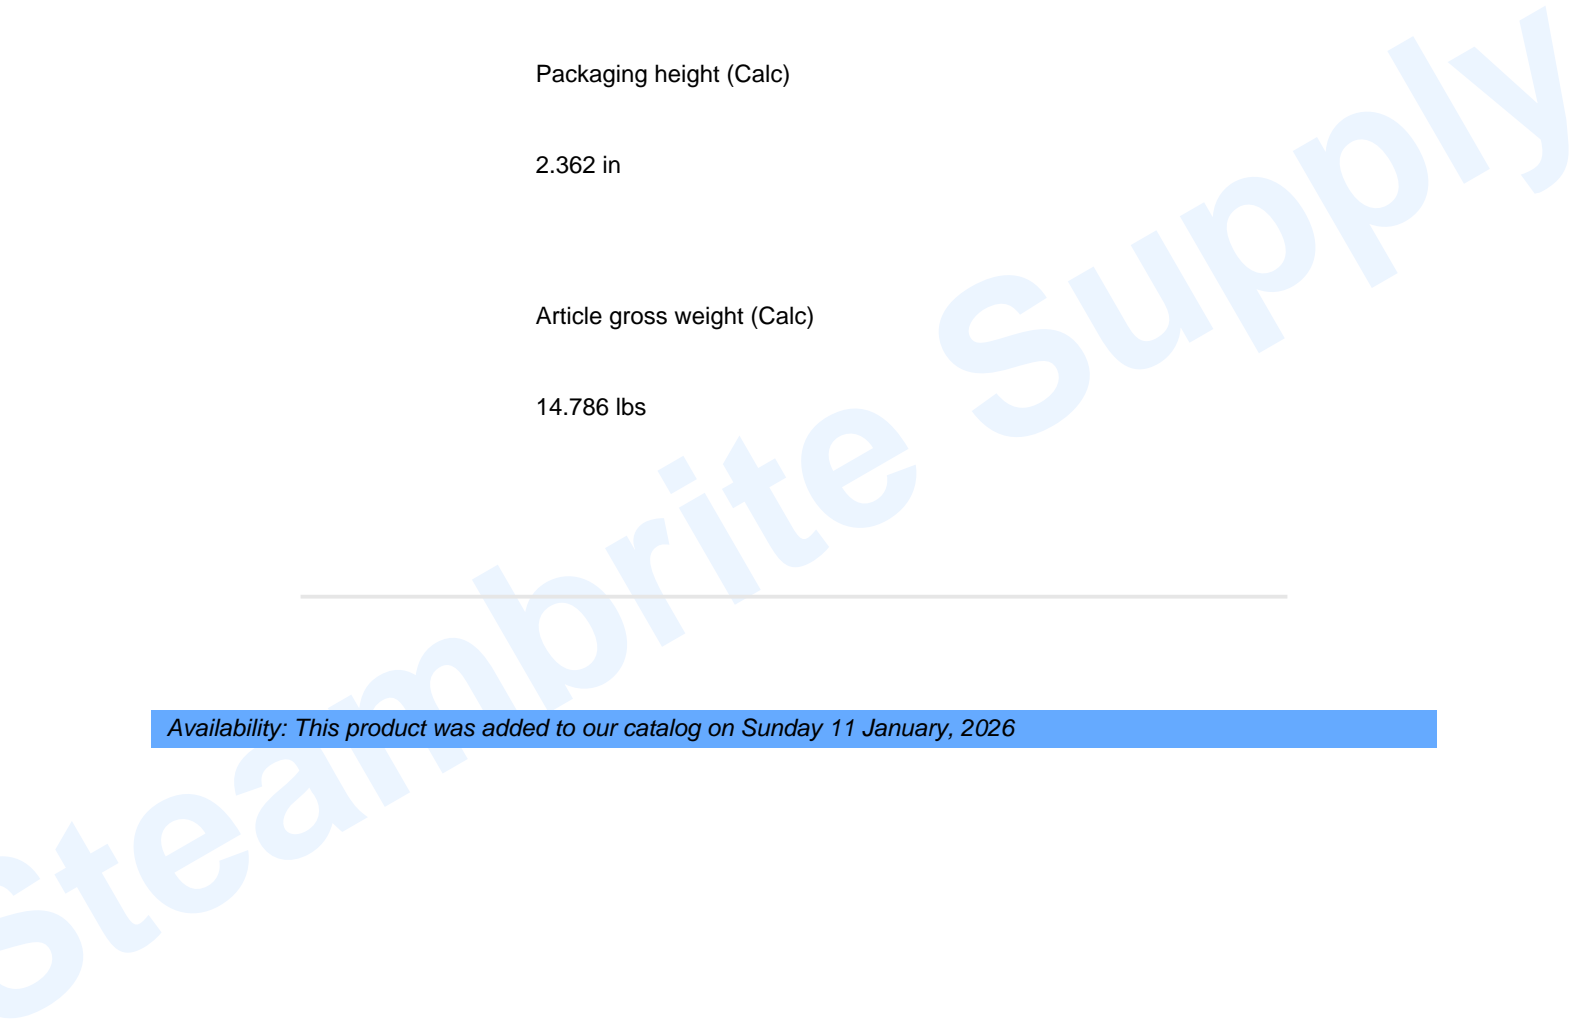 Packaging height (Calc)
2.362 in
Article gross weight (Calc)
14.786 lbs
Availability: This product was added to our catalog on Sunday 11 January, 2026
Steambrite Supply